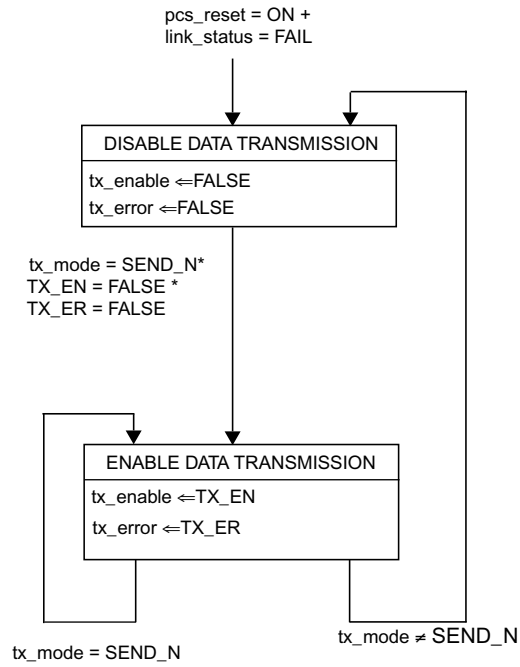 pcs_reset = ON +
link_status = FAIL
DISABLE DATA TRANSMISSION
tx_enable ⇐FALSE
tx_error ⇐FALSE
tx_mode = SEND_N*
TX_EN = FALSE *
TX_ER = FALSE
ENABLE DATA TRANSMISSION
tx_enable ⇐TX_EN
tx_error ⇐TX_ER
tx_mode = SEND_N
tx_mode ≠ SEND_N